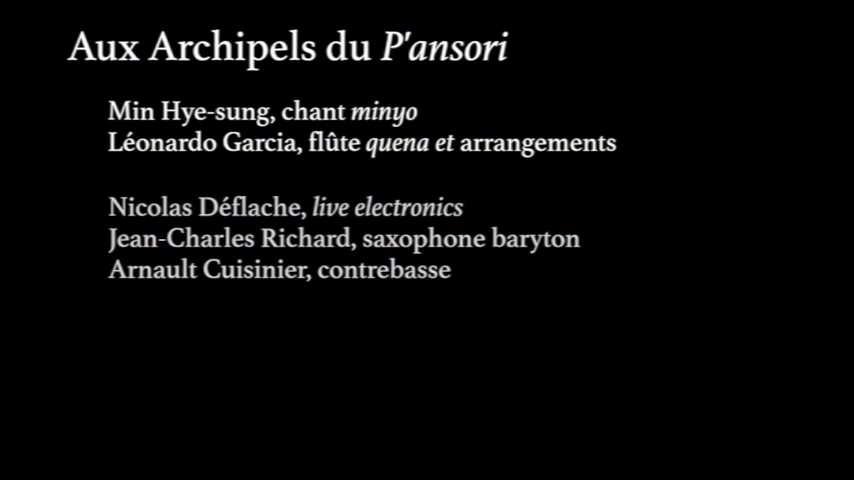 Aux Archipels du P'ansori
Min Hye-sung, chant minyo
Léonardo Garcia, flûte quena et arrangements
Nicolas Déflache, live electronics
Jean-Charles Richard, saxophone baryton
Arnault Cuisinier, contrebasse